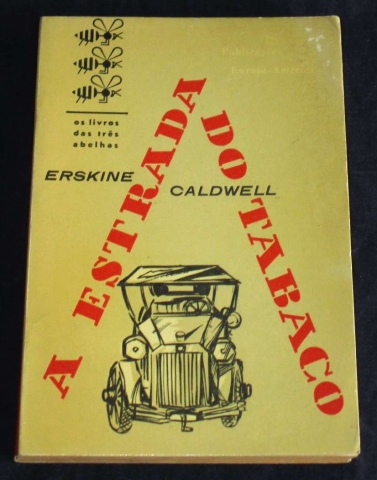 os livros
das três
abelhas
ERSKINE CALDWELL
A ESTRADA
DO TABACO